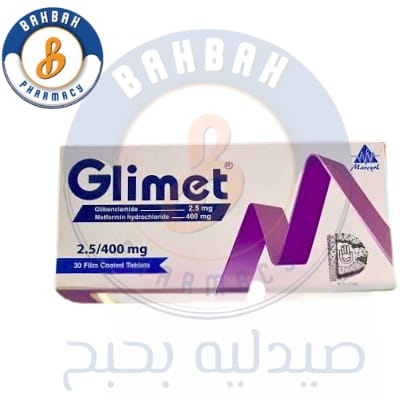 BAHBAH
PHARMACY
BAHBAH
Glimet®
Marcyrl
Glibenclamide 2.5 mg
Metformin hydrochloride 400 mg
2.5/400 mg
30 Film Coated Tablets
PHARMACY
صيدليه بحبح